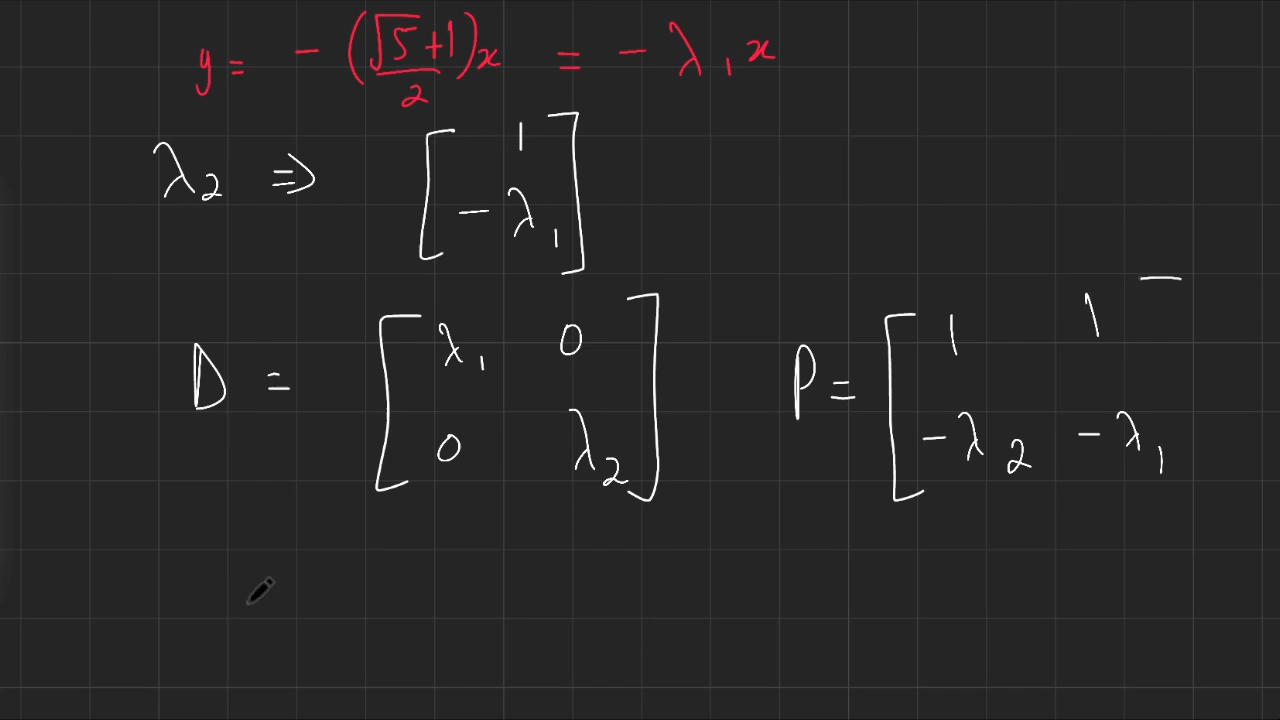 y = - (√5+1 / 2)x = - λ₁x
λ₂ ⇒ [1; -λ₁]
D = [λ₁ 0; 0 λ₂] P = [1 1; -λ₂ -λ₁